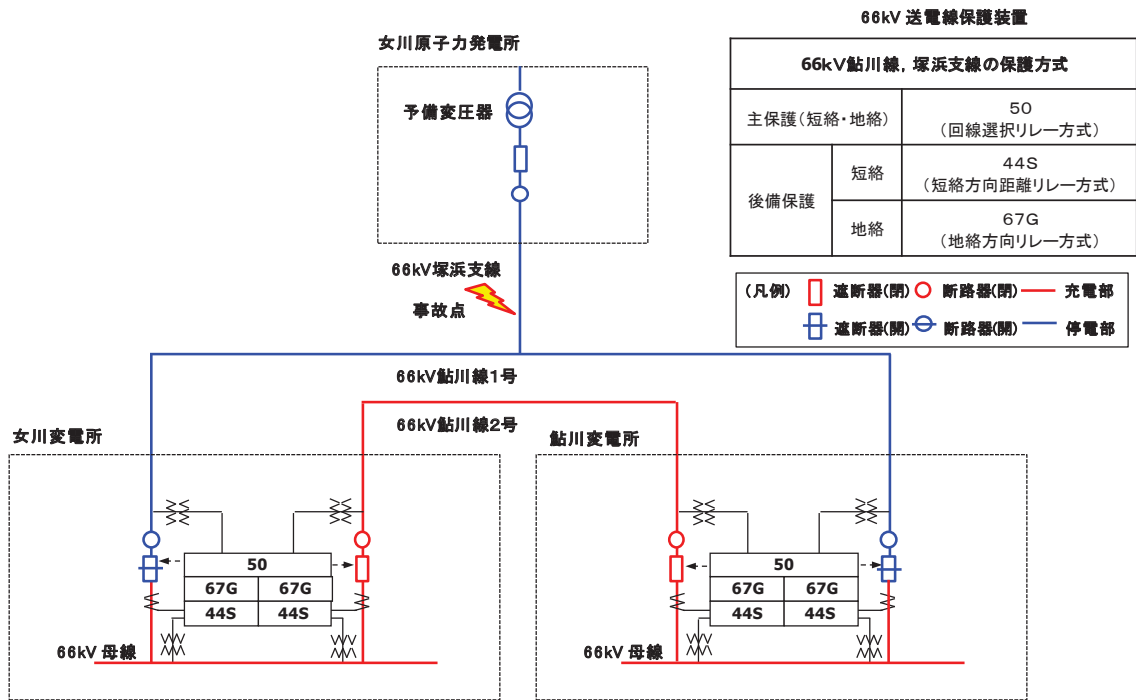 66kV 送電線保護装置
66kV鮎川線，塚浜支線の保護方式
主保護(短絡・地絡)
50
(回線選択リレー方式)
後備保護
短絡
44S
(短絡方向距離リレー方式)
地絡
67G
(地絡方向リレー方式)
(凡例) 遮断器(閉) 断路器(閉) 充電部
遮断器(開) 断路器(開) 停電部
女川原子力発電所
予備変圧器
66kV塚浜支線
事故点
66kV鮎川線1号
66kV鮎川線2号
女川変電所
50
67G 67G
44S 44S
66kV 母線
鮎川変電所
50
67G 67G
44S 44S
66kV 母線